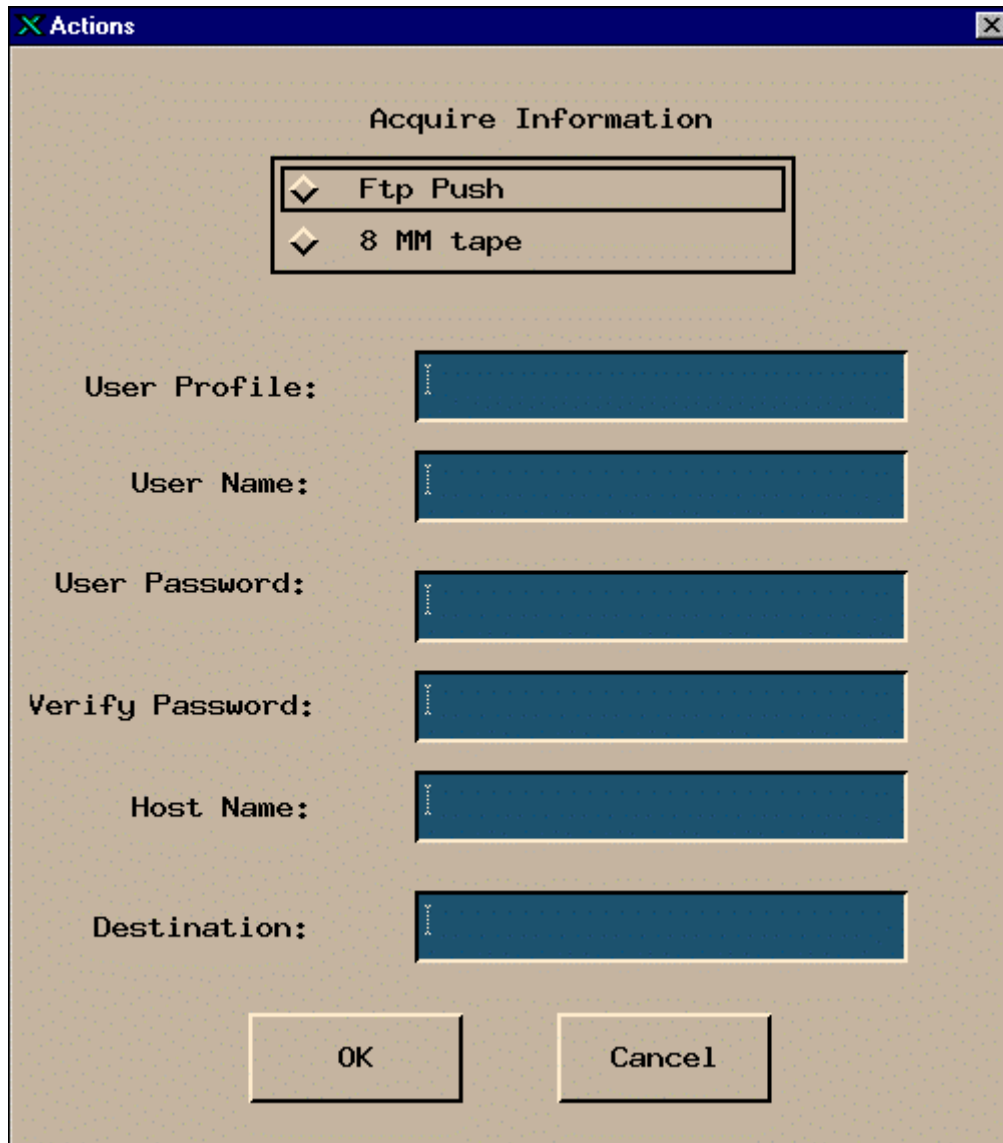 Actions
Acquire Information
Ftp Push
8 MM tape
User Profile:
User Name:
User Password:
Verify Password:
Host Name:
Destination:
OK Cancel